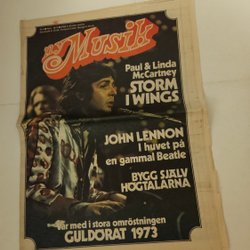 Musik
Paul & Linda
McCartney
STORM
I WINGS
JOHN LENNON
I huvet på
en gammal Beatle
BYGG SJÄLV
HÖGTALARNA
Var med i stora omröstningen
GULDÖRAT 1973